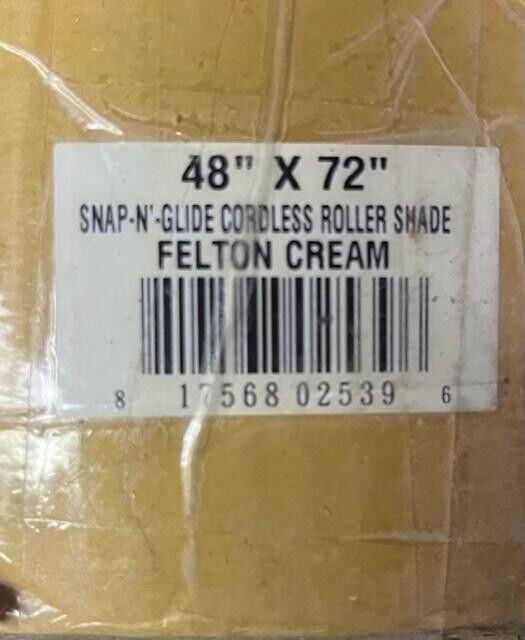 48" X 72"
SNAP-N'-GLIDE CORDLESS ROLLER SHADE
FELTON CREAM
8 17568 02539 6